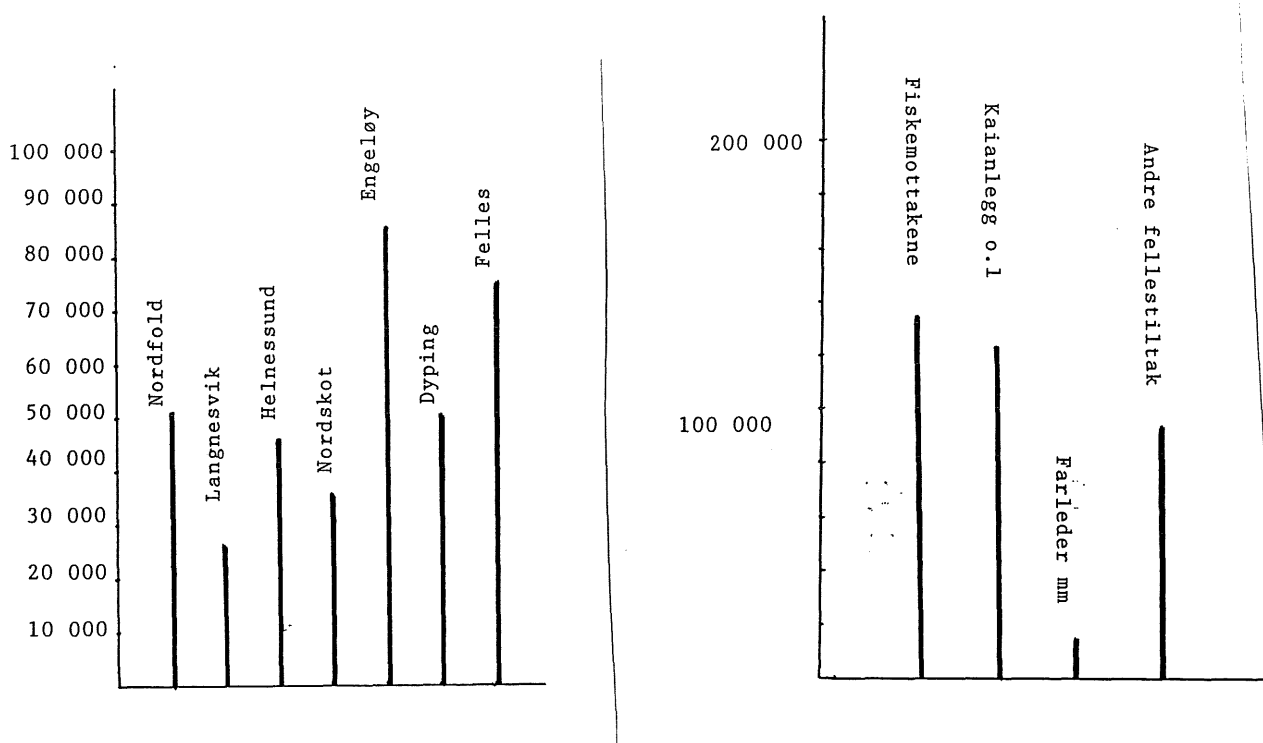 100 000
90 000
80 000
70 000
60 000
50 000
40 000
30 000
20 000
10 000
Nordfold
Langnesvik
Helnessund
Nordskot
Engeløy
Dyping
Felles
200 000
100 000
Fiskemottakene
Kaianlegg o.l
Farleder mm
Andre fellestiltak